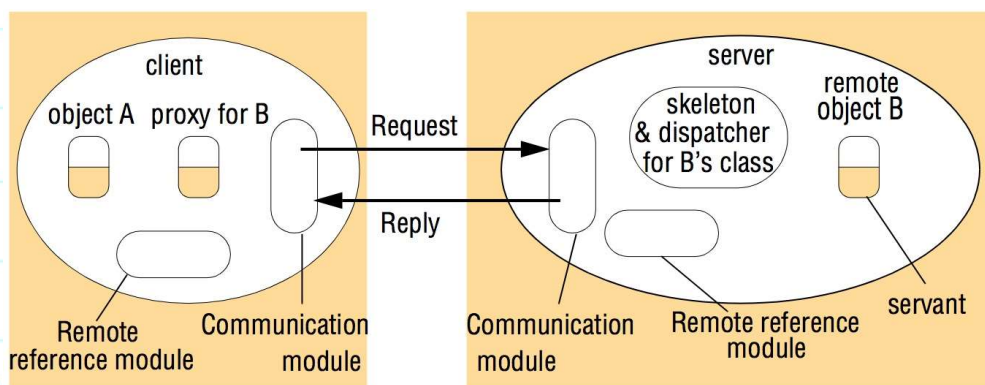 client
object A
proxy for B
Request
Reply
Remote
reference module
Communication
module
server
skeleton
& dispatcher
for B's class
remote
object B
Communication
module
Remote reference
module
servant